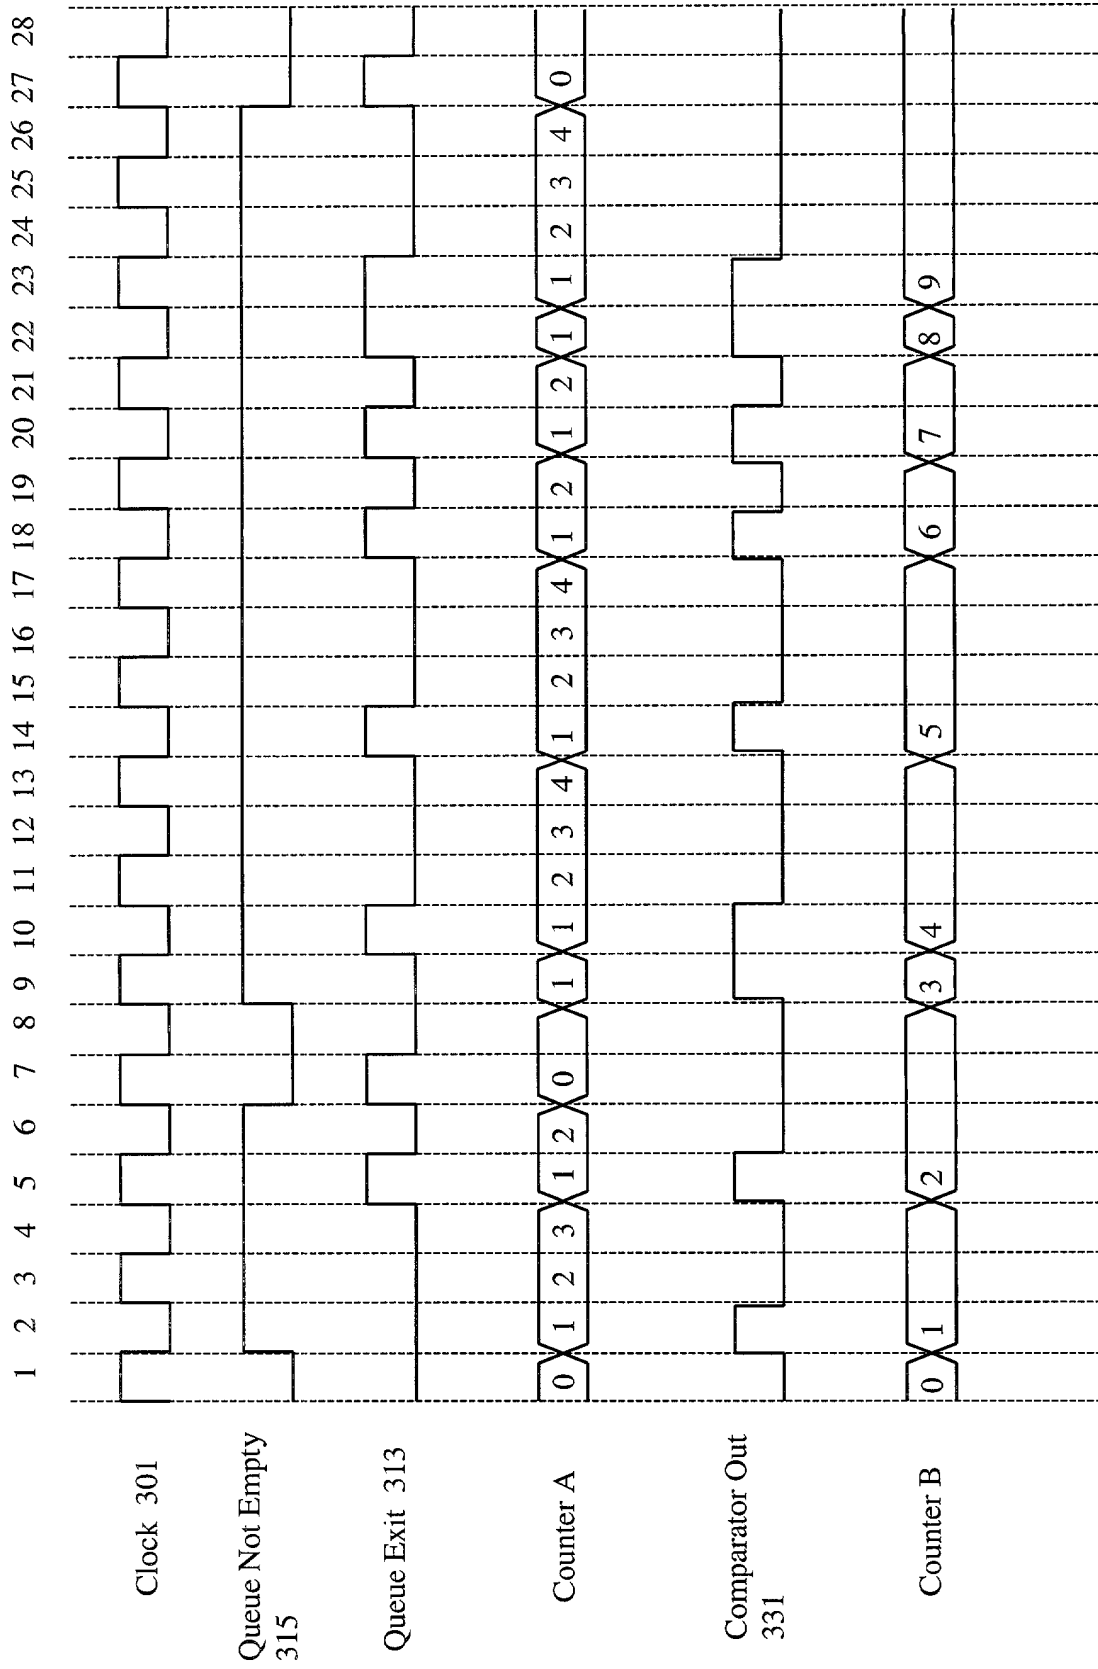 1 2 3 4 5 6 7 8 9 10 11 12 13 14 15 16 17 18 19 20 21 22 23 24 25 26 27 28
Clock 301
Queue Not Empty
315
Queue Exit 313
Counter A 0 1 2 3 1 2 0 1 1 2 3 4 1 2 3 4 1 2 1 2 1 1 2 3 4 0
Comparator Out
331
Counter B 0 1 2 3 4 5 6 7 8 9